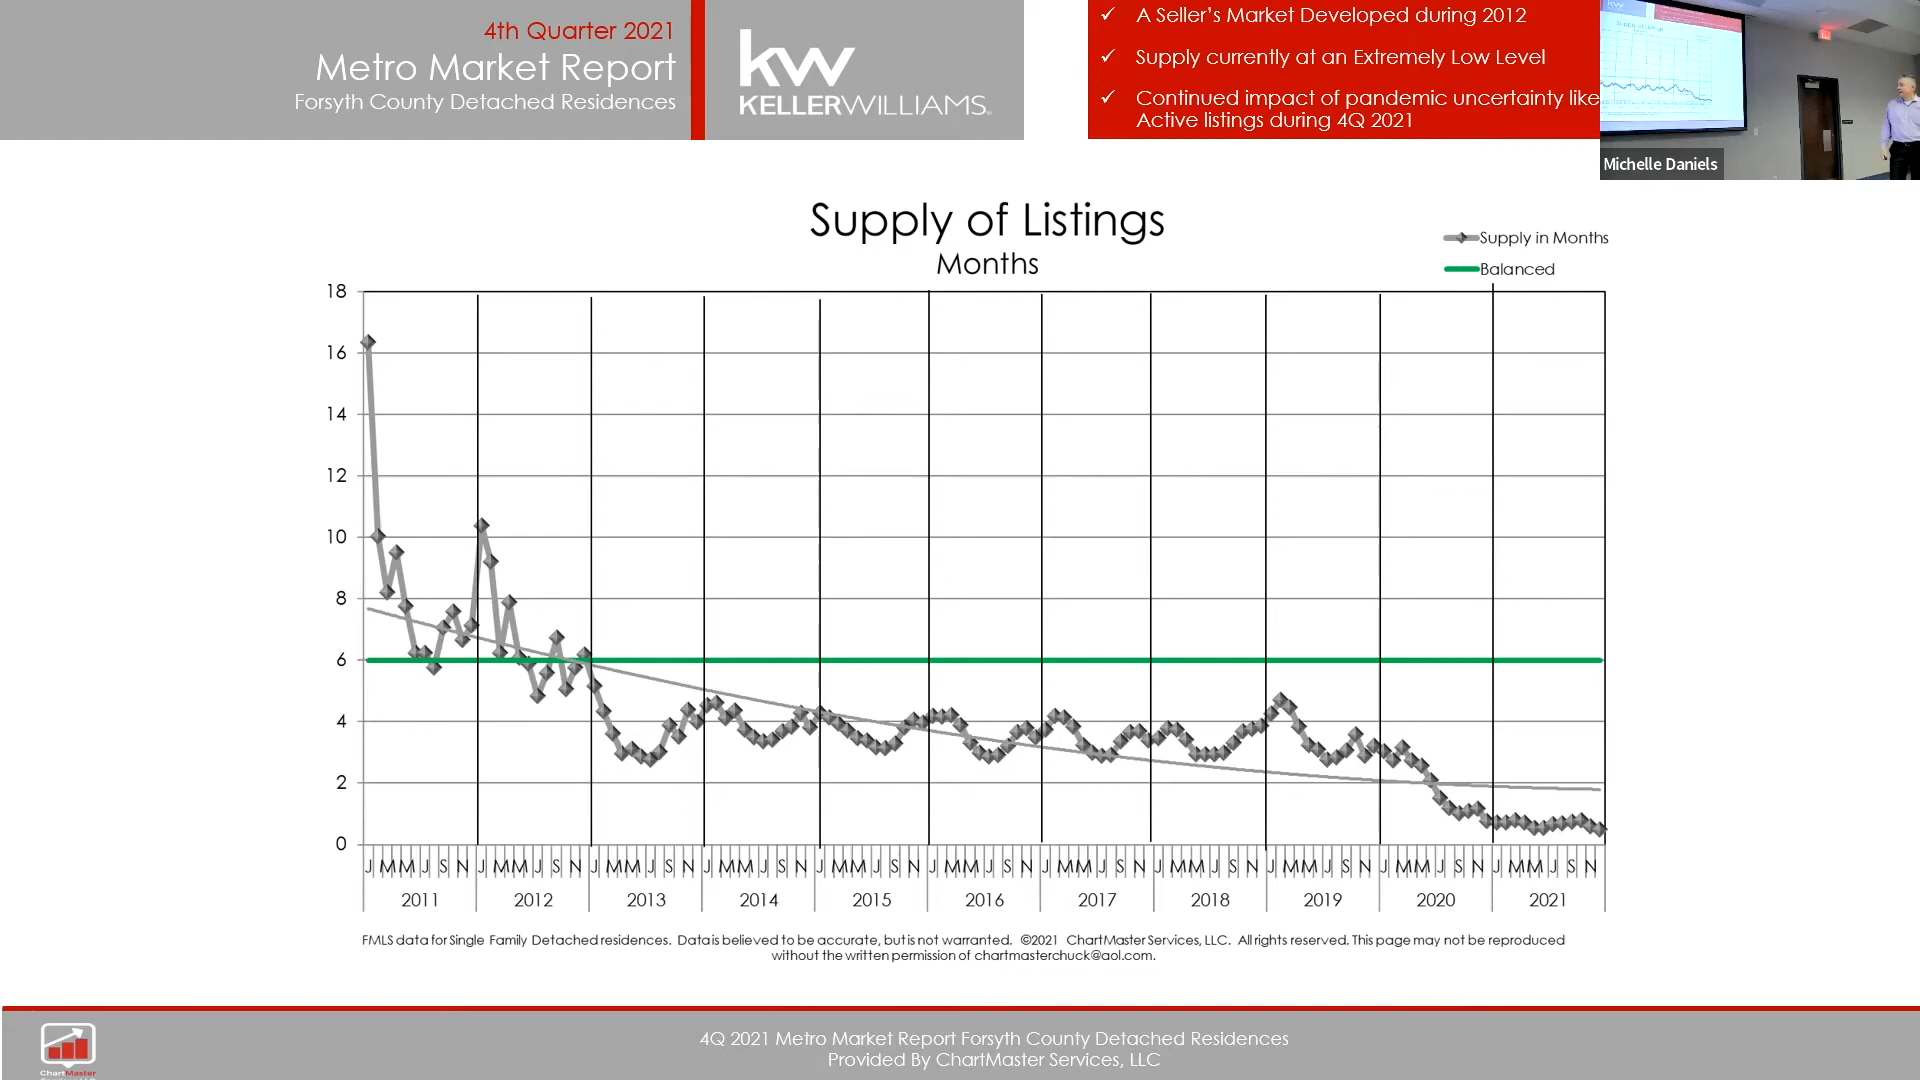 4th Quarter 2021
Metro Market Report
Forsyth County Detached Residences
kw
KELLERWILLIAMS.
✓ A Seller's Market Developed during 2012
✓ Supply currently at an Extremely Low Level
✓ Continued impact of pandemic uncertainty like
Active listings during 4Q 2021
kw
Supply of Listings
Michelle Daniels
Supply of Listings
Months
Supply in Months
Balanced
18
16
14
12
10
8
6
4
2
0
J M M J S N J M M J S N J M M J S N J M M J S N J M M J S N J M M J S N J M M J S N J M M J S N J M M J S N J M M J S N J M M J S N
2011 2012 2013 2014 2015 2016 2017 2018 2019 2020 2021
FMLS data for Single Family Detached residences. Data is believed to be accurate, but is not warranted. ©2021 ChartMaster Services, LLC. All rights reserved. This page may not be reproduced
without the written permission of chartmasterchuck@aol.com.
ChartMaster
4Q 2021 Metro Market Report Forsyth County Detached Residences
Provided By ChartMaster Services, LLC